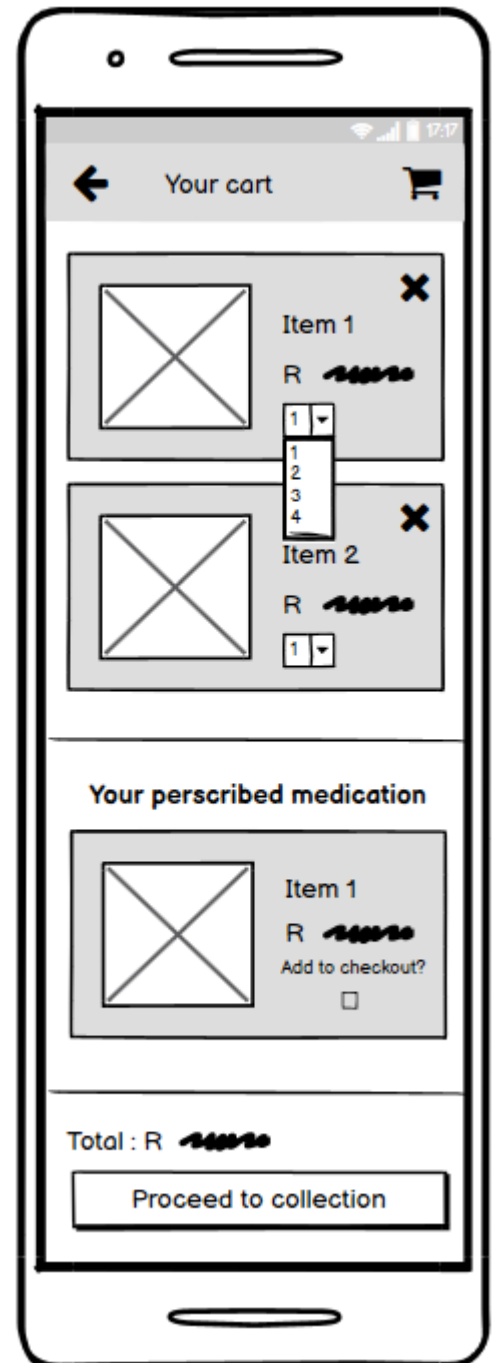 17:17
Your cart
Item 1
R
1
1
2
3
4
Item 2
R
1
Your perscribed medication
Item 1
R
Add to checkout?
Total : R
Proceed to collection